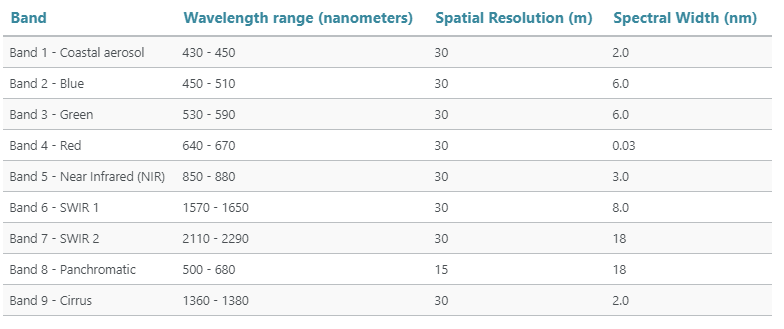 Band Wavelength range (nanometers) Spatial Resolution (m) Spectral Width (nm)
Band 1 - Coastal aerosol 430 - 450 30 2.0
Band 2 - Blue 450 - 510 30 6.0
Band 3 - Green 530 - 590 30 6.0
Band 4 - Red 640 - 670 30 0.03
Band 5 - Near Infrared (NIR) 850 - 880 30 3.0
Band 6 - SWIR 1 1570 - 1650 30 8.0
Band 7 - SWIR 2 2110 - 2290 30 18
Band 8 - Panchromatic 500 - 680 15 18
Band 9 - Cirrus 1360 - 1380 30 2.0